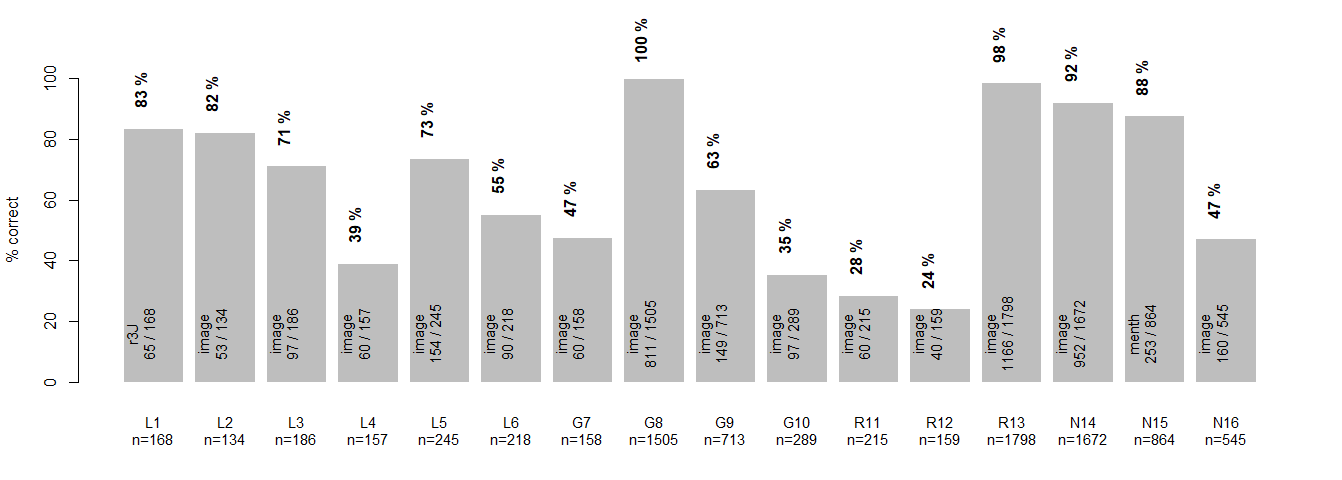 100 %
98 %
92 %
88 %
83 %
82 %
71 %
73 %
63 %
55 %
47 %
47 %
39 %
35 %
28 %
24 %
% correct
100
80
60
40
20
0
r3J
65 / 168
image
53 / 134
image
97 / 186
image
60 / 157
image
154 / 245
image
90 / 218
image
60 / 158
image
811 / 1505
image
149 / 713
image
97 / 289
image
60 / 215
image
40 / 159
image
1166 / 1798
image
952 / 1672
menth
253 / 864
image
160 / 545
L1
n=168
L2
n=134
L3
n=186
L4
n=157
L5
n=245
L6
n=218
G7
n=158
G8
n=1505
G9
n=713
G10
n=289
R11
n=215
R12
n=159
R13
n=1798
N14
n=1672
N15
n=864
N16
n=545